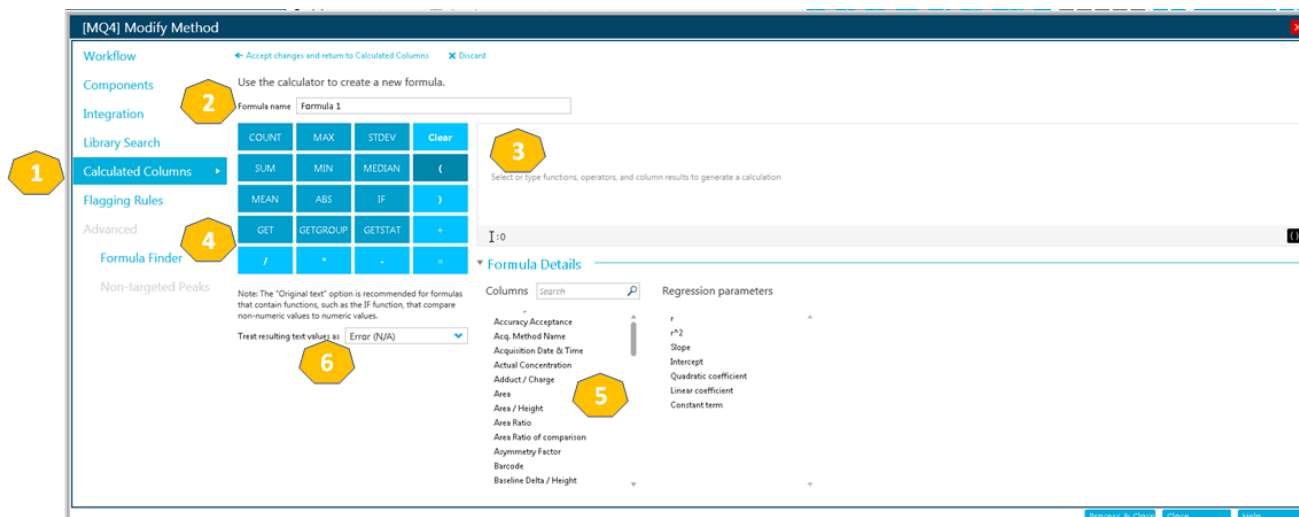 [MQ4] Modify Method
Workflow
Components
Integration
Library Search
Calculated Columns
Flagging Rules
Advanced
Formula Finder
Non-targeted Peaks
1
2
3
4
5
6
Accept changes and return to Calculated Columns
Discard
Use the calculator to create a new formula.
Formula name Formula 1
COUNT MAX STDEV Clear
SUM MIN MEDIAN (
MEAN ABS IF )
GET GETGROUP GETSTAT +
/ * - =
Note: The "Original text" option is recommended for formulas
that contain functions, such as the IF function, that compare
non-numeric values to numeric values.
Treat resulting text values as Error (N/A)
Select or type functions, operators, and column results to generate a calculation
:0
()
Formula Details
Columns Search
Accuracy Acceptance
Acq. Method Name
Acquisition Date & Time
Actual Concentration
Adduct / Charge
Area
Area / Height
Area Ratio
Area Ratio of comparison
Asymmetry Factor
Barcode
Baseline Delta / Height
Regression parameters
r
r^2
Slope
Intercept
Quadratic coefficient
Linear coefficient
Constant term
Process & Close Close Help